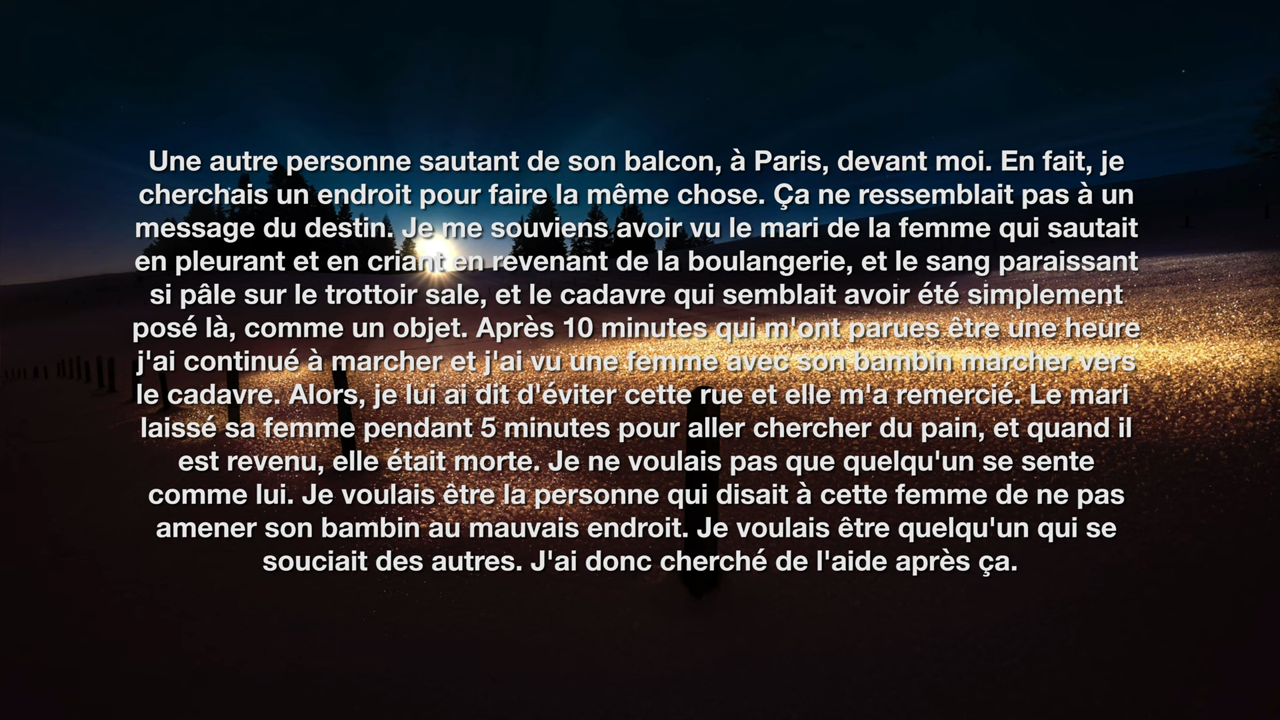 Une autre personne sautant de son balcon, à Paris, devant moi. En fait, je
cherchais un endroit pour faire la même chose. Ça ne ressemblait pas à un
message du destin. Je me souviens avoir vu le mari de la femme qui sautait
en pleurant et en criant en revenant de la boulangerie, et le sang paraissant
si pâle sur le trottoir sale, et le cadavre qui semblait avoir été simplement
posé là, comme un objet. Après 10 minutes qui m'ont parues être une heure
j'ai continué à marcher et j'ai vu une femme avec son bambin marcher vers
le cadavre. Alors, je lui ai dit d'éviter cette rue et elle m'a remercié. Le mari
laissé sa femme pendant 5 minutes pour aller chercher du pain, et quand il
est revenu, elle était morte. Je ne voulais pas que quelqu'un se sente
comme lui. Je voulais être la personne qui disait à cette femme de ne pas
amener son bambin au mauvais endroit. Je voulais être quelqu'un qui se
souciait des autres. J'ai donc cherché de l'aide après ça.